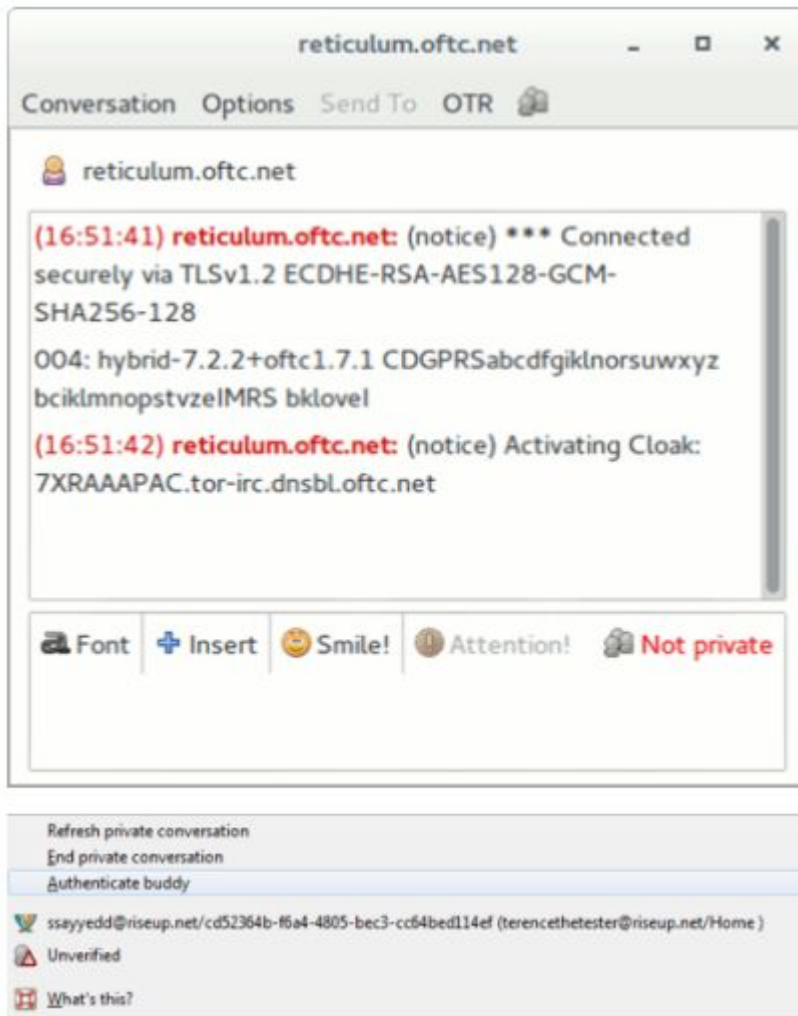 reticulum.oftc.net
Conversation Options Send To OTR
reticulum.oftc.net
(16:51:41) reticulum.oftc.net: (notice) *** Connected
securely via TLSv1.2 ECDHE-RSA-AES128-GCM-
SHA256-128
004: hybrid-7.2.2+oftc1.7.1 CDGPRSabcdfgiklnorsuwxyz
bciklmnopstvzeIMRS bkloveI
(16:51:42) reticulum.oftc.net: (notice) Activating Cloak:
7XRAAAPAC.tor-irc.dnsbl.oftc.net
Font Insert Smile! Attention! Not private
Refresh private conversation
End private conversation
Authenticate buddy
ssayyedd@riseup.net/cd52364b-f6a4-4805-bec3-cc64bed114ef (terencethetester@riseup.net/Home )
Unverified
What's this?